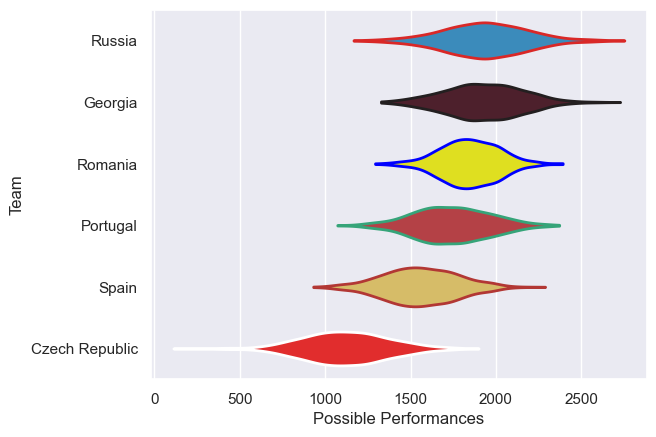 Russia
Georgia
Romania
Portugal
Spain
Czech Republic
Team
0 500 1000 1500 2000 2500
Possible Performances